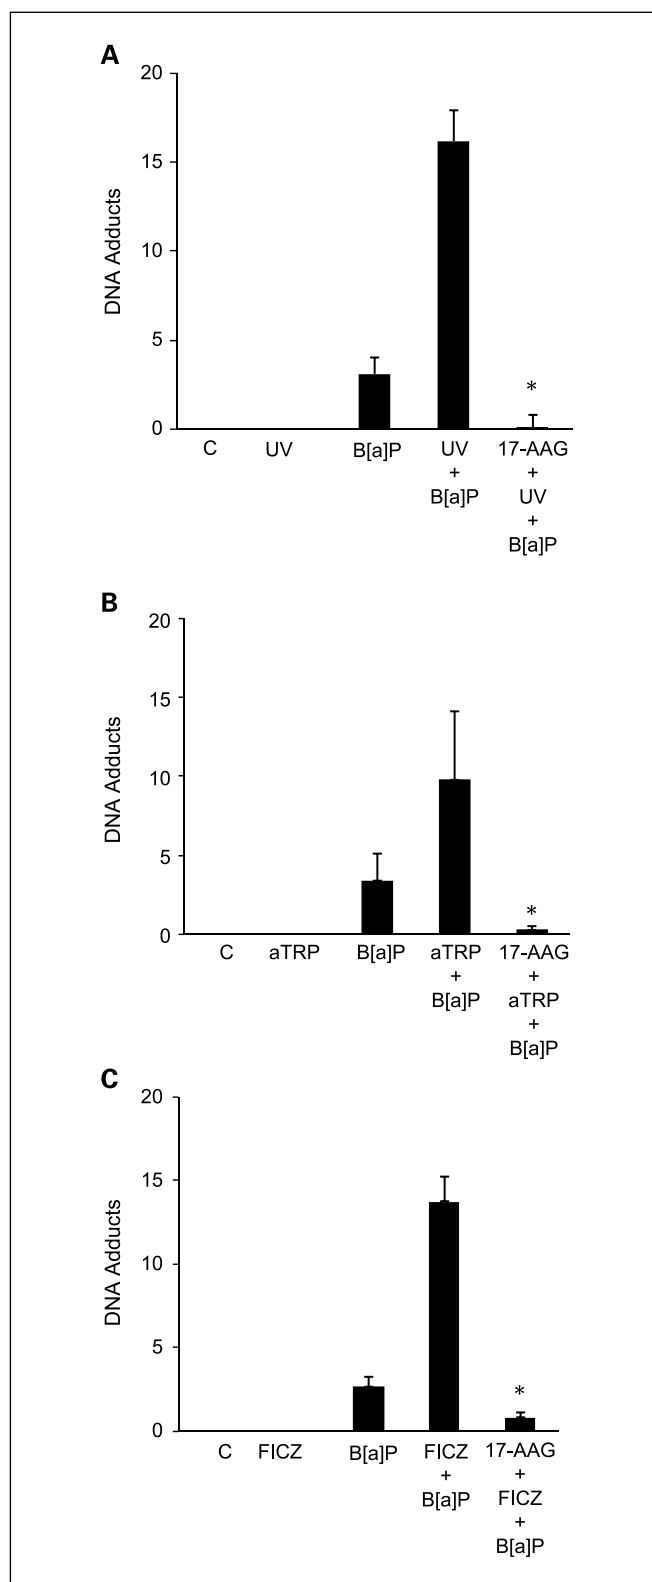 A
20
15
10
5
0
DNA Adducts
*
C UV B[a]P UV 17-AAG
+ +
B[a]P UV
+
B[a]P
B
20
15
10
5
0
DNA Adducts
*
C aTRP B[a]P aTRP 17-AAG
+ +
B[a]P aTRP
+
B[a]P
C
20
15
10
5
0
DNA Adducts
*
C FICZ B[a]P FICZ 17-AAG
+ +
B[a]P FICZ
+
B[a]P